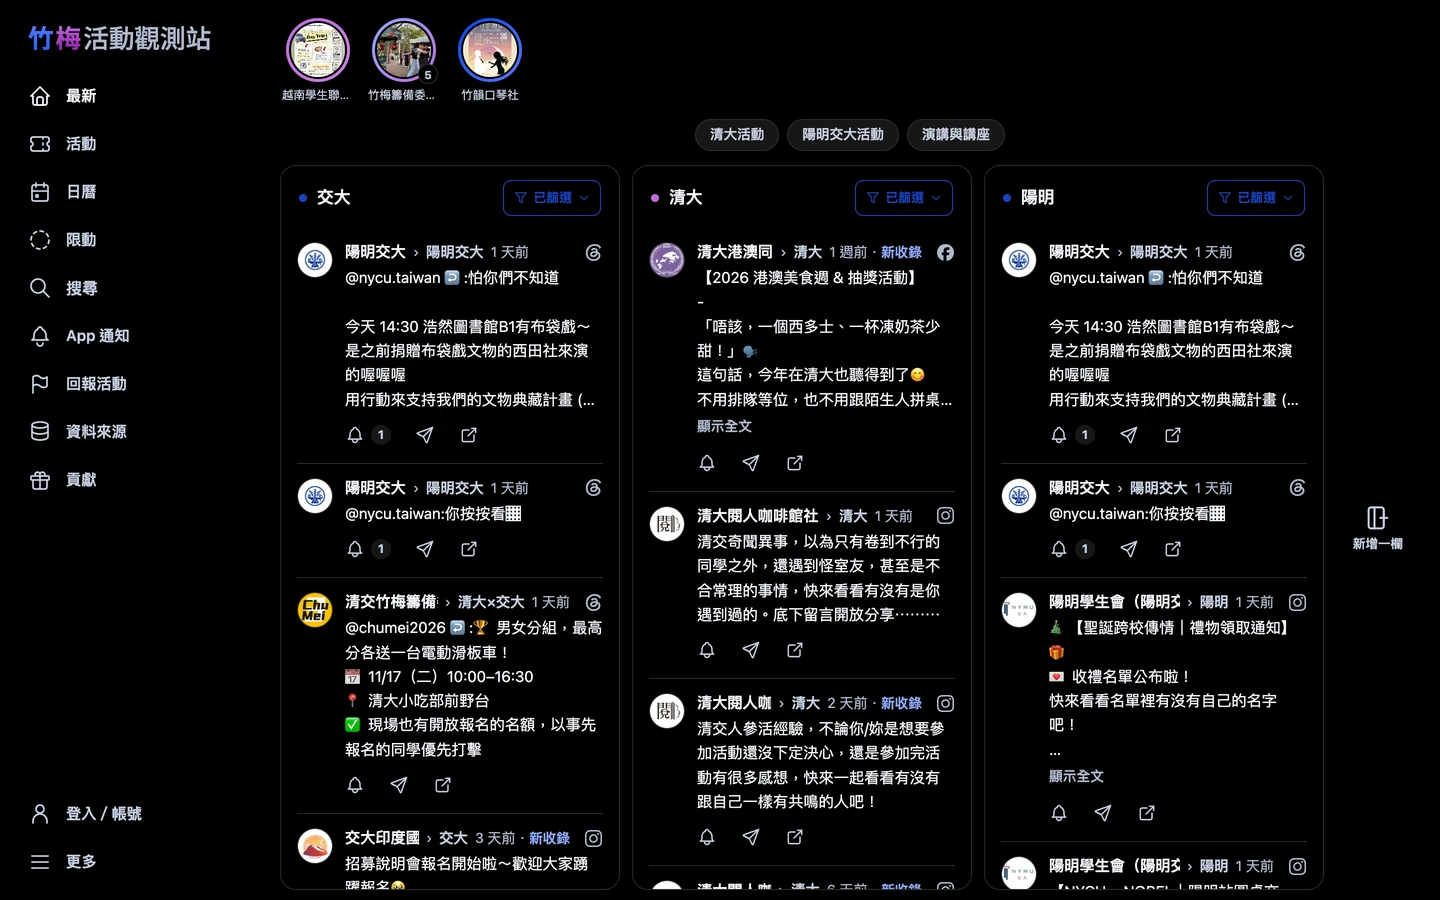 竹梅活動觀測站
最新
活動
日曆
限動
搜尋
App 通知
回報活動
資料來源
貢獻
登入 / 帳號
更多
越南學生聯...
5
竹梅籌備委...
竹韻口琴社
清大活動
陽明交大活動
演講與講座
交大
已篩選
陽明交大 › 陽明交大 1 天前
@nycu.taiwan ↩️ :怕你們不知道
今天 14:30 浩然圖書館B1有布袋戲～
是之前捐贈布袋戲文物的西田社來演
的喔喔喔
用行動來支持我們的文物典藏計畫 (...
1
陽明交大 › 陽明交大 1 天前
@nycu.taiwan:你按按看
1
ChuMei
清交竹梅籌備 › 清大×交大 1 天前
@chumei2026 ↩️ :🏆 男女分組，最高
分各送一台電動滑板車！
📅 11/17（二）10:00–16:30
📍 清大小吃部前野台
✅ 現場也有開放報名的名額，以事先
報名的同學優先打擊
交大印度國 › 交大 3 天前 · 新收錄
招募說明會報名開始啦～歡迎大家踴
躍報名
清大
已篩選
清大港澳同 › 清大 1 週前 · 新收錄
【2026 港澳美食週 & 抽獎活動】
-
「唔該，一個西多士、一杯凍奶茶少
甜！」🗣️
這句話，今年在清大也聽得到了😋
不用排隊等位，也不用跟陌生人拼桌...
顯示全文
閱
清大閱人咖啡館社 › 清大 1 天前
清交奇聞異事，以為只有卷到不行的
同學之外，還遇到怪室友，甚至是不
合常理的事情，快來看看有沒有是你
遇到過的。底下留言開放分享⋯⋯⋯
閱
清大閱人咖 › 清大 2 天前 · 新收錄
清交人參活經驗，不論你/妳是想要參
加活動還沒下定決心，還是參加完活
動有很多感想，快來一起看看有沒有
跟自己一樣有共鳴的人吧！
清大閱人咖 › 清大 6 天前 · 新收錄
陽明
已篩選
陽明交大 › 陽明交大 1 天前
@nycu.taiwan ↩️ :怕你們不知道
今天 14:30 浩然圖書館B1有布袋戲～
是之前捐贈布袋戲文物的西田社來演
的喔喔喔
用行動來支持我們的文物典藏計畫 (...
1
陽明交大 › 陽明交大 1 天前
@nycu.taiwan:你按按看
1
NYMU
SA
陽明學生會（陽明交 › 陽明 1 天前
🎄【聖誕跨校傳情｜禮物領取通知】
🎁
💌 收禮名單公布啦！
快來看看名單裡有沒有自己的名字
吧！
...
顯示全文
NYMU
SA
陽明學生會（陽明交 › 陽明 1 天前
新增一欄